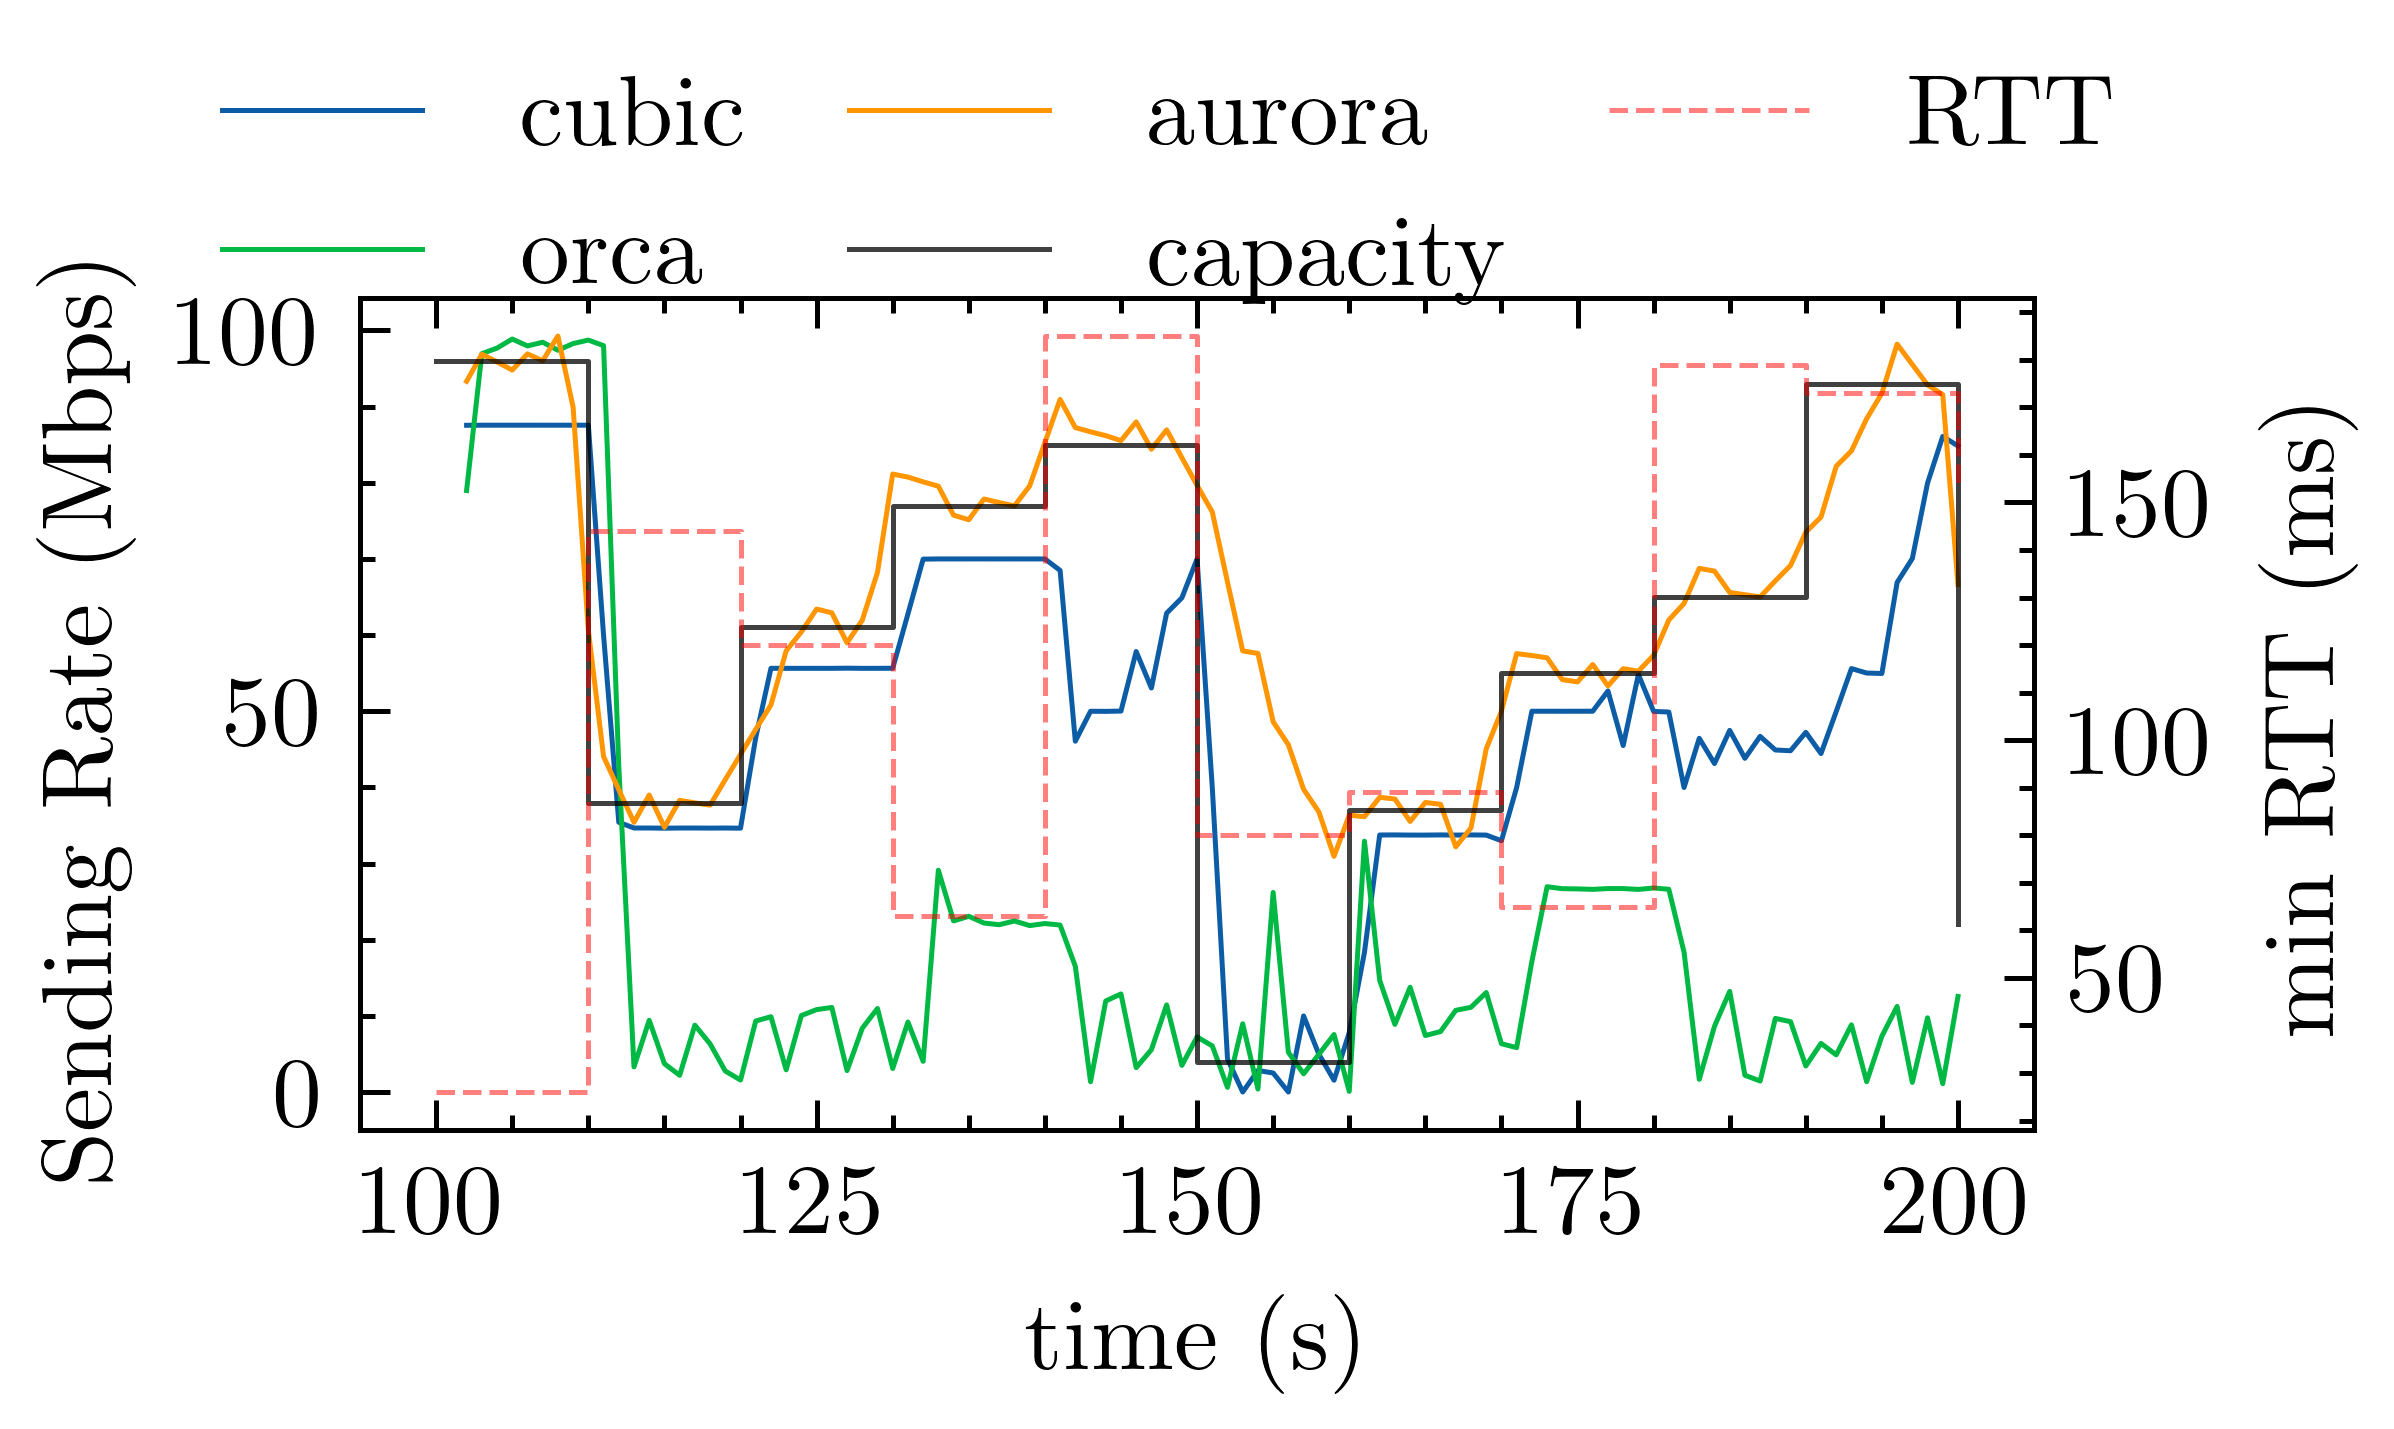 cubic
aurora
RTT
orca
capacity
Sending Rate (Mbps)
100
50
0
150
100
50
min RTT (ms)
100
125
150
175
200
time (s)